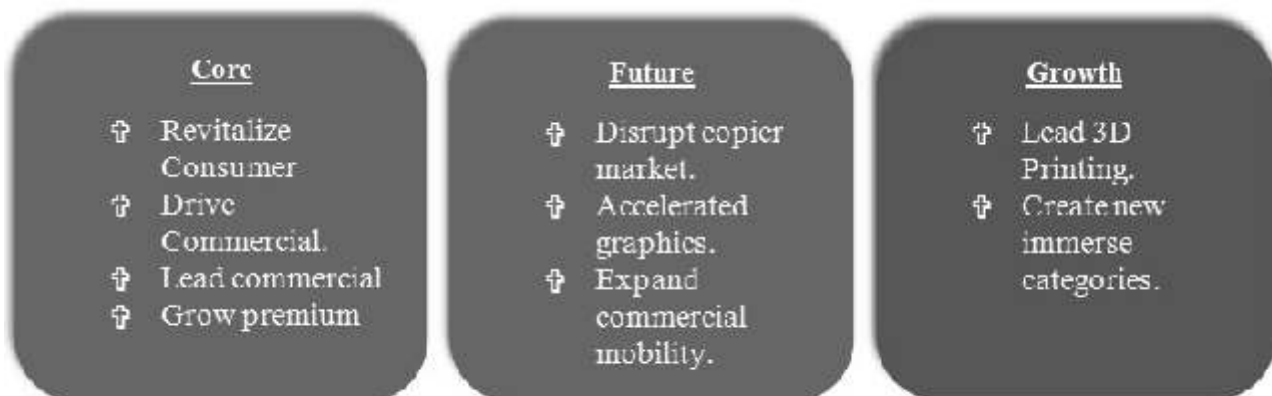 Core
✞ Revitalize
Consumer
✞ Drive
Commercial.
✞ Lead commercial
✞ Grow premium
Future
✞ Disrupt copier
market.
✞ Accelerated
graphics.
✞ Expand
commercial
mobility.
Growth
✞ Lead 3D
Printing.
✞ Create new
immerse
categories.